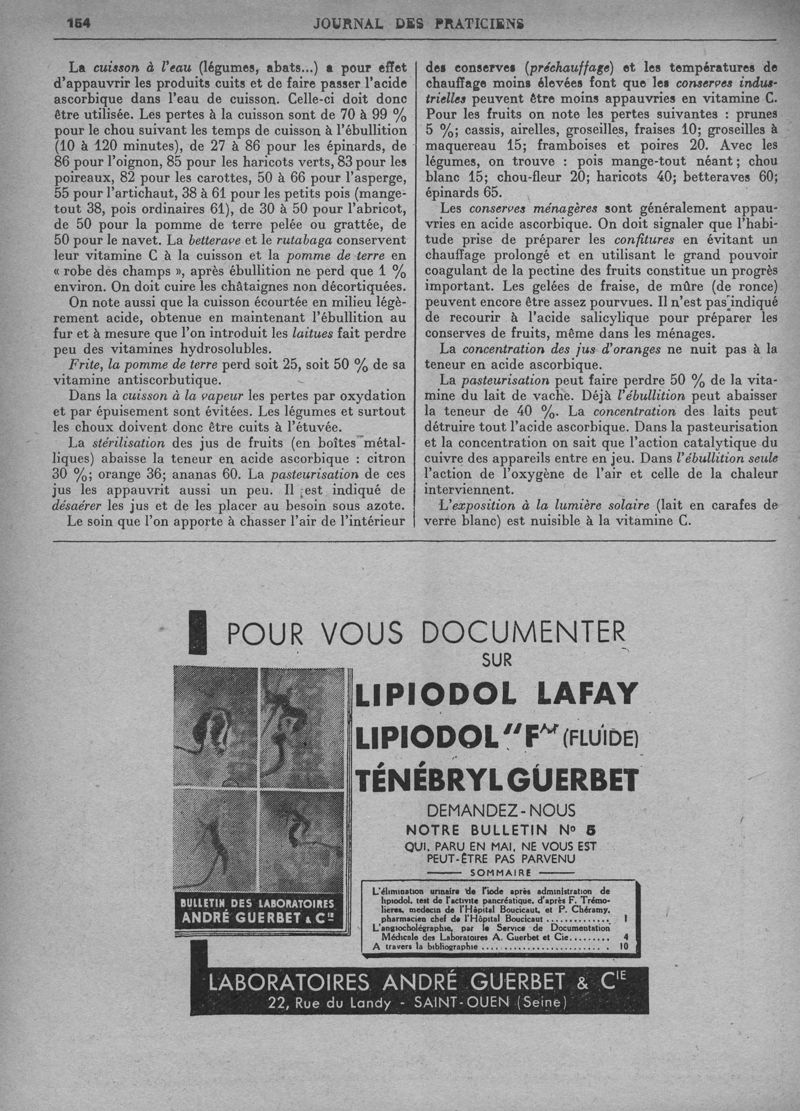 154
JOURNAL DES PRATICIENS
La cuisson à l'eau (légumes, abats...) a pour effet
d'appauvrir les produits cuits et de faire passer l'acide
ascorbique dans l'eau de cuisson. Celle-ci doit donc
être utilisée. Les pertes à la cuisson sont de 70 à 99 %
pour le chou suivant les temps de cuisson à l'ébullition
(10 à 120 minutes), de 27 à 86 pour les épinards, de
86 pour l'oignon, 85 pour les haricots verts, 83 pour les
poireaux, 82 pour les carottes, 50 à 66 pour l'asperge,
55 pour l'artichaut, 38 à 61 pour les petits pois (mange-
tout 38, pois ordinaires 61), de 30 à 50 pour l'abricot,
de 50 pour la pomme de terre pelée ou grattée, de
50 pour le navet. La betterave et le rutabaga conservent
leur vitamine C à la cuisson et la pomme de terre en
« robe des champs », après ébullition ne perd que 1 %
environ. On doit cuire les châtaignes non décortiquées.
On note aussi que la cuisson écourtée en milieu légè-
rement acide, obtenue en maintenant l'ébullition au
fur et à mesure que l'on introduit les laitues fait perdre
peu des vitamines hydrosolubles.
Frite, la pomme de terre perd soit 25, soit 50 % de sa
vitamine antiscorbutique.
Dans la cuisson à la vapeur les pertes par oxydation
et par épuisement sont évitées. Les légumes et surtout
les choux doivent donc être cuits à l'étuvée.
La stérilisation des jus de fruits (en boîtes métal-
liques) abaisse la teneur en acide ascorbique : citron
30 %; orange 36; ananas 60. La pasteurisation de ces
jus les appauvrit aussi un peu. Il est indiqué de
désaérer les jus et de les placer au besoin sous azote.
Le soin que l'on apporte à chasser l'air de l'intérieur
des conserves (préchauffage) et les températures de
chauffage moins élevées font que les conserves indus-
trielles peuvent être moins appauvries en vitamine C.
Pour les fruits on note les pertes suivantes : prunes
5 %; cassis, airelles, groseilles, fraises 10; groseilles à
maquereau 15; framboises et poires 20. Avec les
légumes, on trouve : pois mange-tout néant; chou
blanc 15; chou-fleur 20; haricots 40; betteraves 60;
épinards 65.
Les conserves ménagères sont généralement appau-
vries en acide ascorbique. On doit signaler que l'habi-
tude prise de préparer les confitures en évitant un
chauffage prolongé et en utilisant le grand pouvoir
coagulant de la pectine des fruits constitue un progrès
important. Les gelées de fraise, de mûre (de ronce)
peuvent encore être assez pourvues. Il n'est pas indiqué
de recourir à l'acide salicylique pour préparer les
conserves de fruits, même dans les ménages.
La concentration des jus d'oranges ne nuit pas à la
teneur en acide ascorbique.
La pasteurisation peut faire perdre 50 % de la vita-
mine du lait de vache. Déjà l'ébullition peut abaisser
la teneur de 40 %. La concentration des laits peut
détruire tout l'acide ascorbique. Dans la pasteurisation
et la concentration on sait que l'action catalytique du
cuivre des appareils entre en jeu. Dans l'ébullition seule
l'action de l'oxygène de l'air et celle de la chaleur
interviennent.
L'exposition à la lumière solaire (lait en carafes de
verre blanc) est nuisible à la vitamine C.
POUR VOUS DOCUMENTER
SUR
LIPIODOL LAFAY
LIPIODOL "F" (FLUIDE)
TÉNÉBRYL GUERBET
DEMANDEZ-NOUS
NOTRE BULLETIN No 5
QUI, PARU EN MAI, NE VOUS EST
PEUT-ÊTRE PAS PARVENU
SOMMAIRE
L'élimination urinaire de l'iode après administration de
lipiodol, test de l'activité pancréatique, d'après F. Trémo-
lières, médecin de l'Hôpital Boucicaut, et P. Chéramy,
pharmacien chef de l'Hôpital Boucicaut ............. 1
L'angiocholégraphie, par le Service de Documentation
Médicale des Laboratoires A. Guerbet et Cie......... 4
A travers la bibliographie ......................... 10
BULLETIN DES LABORATOIRES
ANDRÉ GUERBET & Cie
LABORATOIRES ANDRÉ GUERBET & CIE
22, Rue du Landy - SAINT-OUEN (Seine)